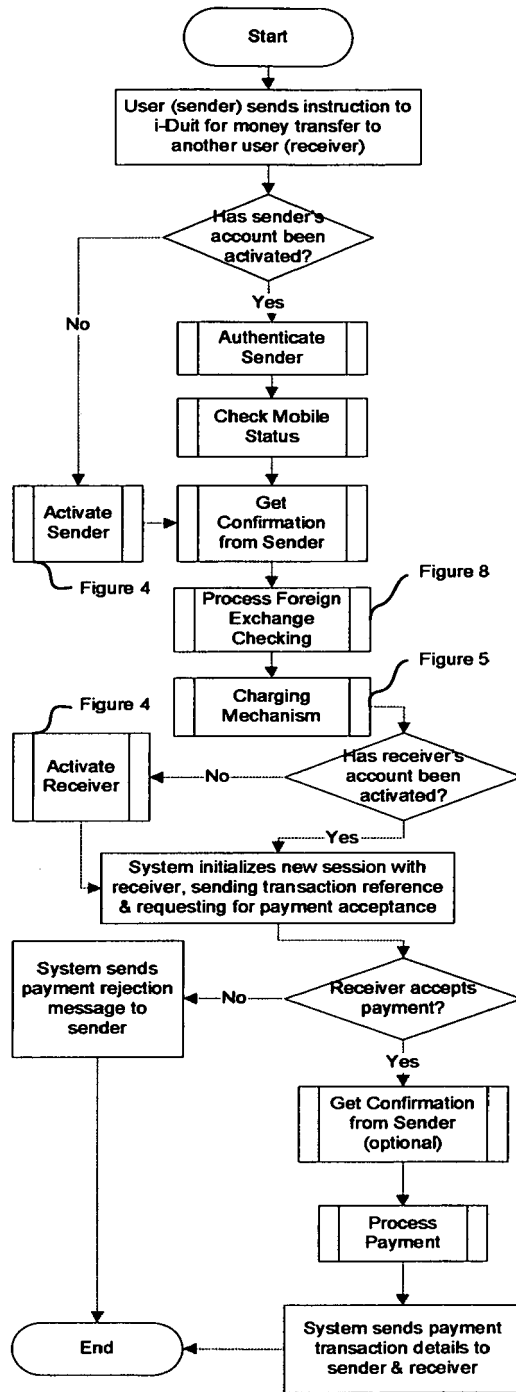 Start
User (sender) sends instruction to
i-Duit for money transfer to
another user (receiver)
Has sender's
account been
activated?
No
Yes
Authenticate
Sender
Check Mobile
Status
Activate
Sender
Get
Confirmation
from Sender
Figure 4
Figure 8
Process Foreign
Exchange
Checking
Figure 5
Charging
Mechanism
Figure 4
Activate
Receiver
No
Has receiver's
account been
activated?
Yes
System initializes new session with
receiver, sending transaction reference
& requesting for payment acceptance
System sends
payment rejection
message to
sender
No
Receiver accepts
payment?
Yes
Get Confirmation
from Sender
(optional)
Process
Payment
End
System sends payment
transaction details to
sender & receiver